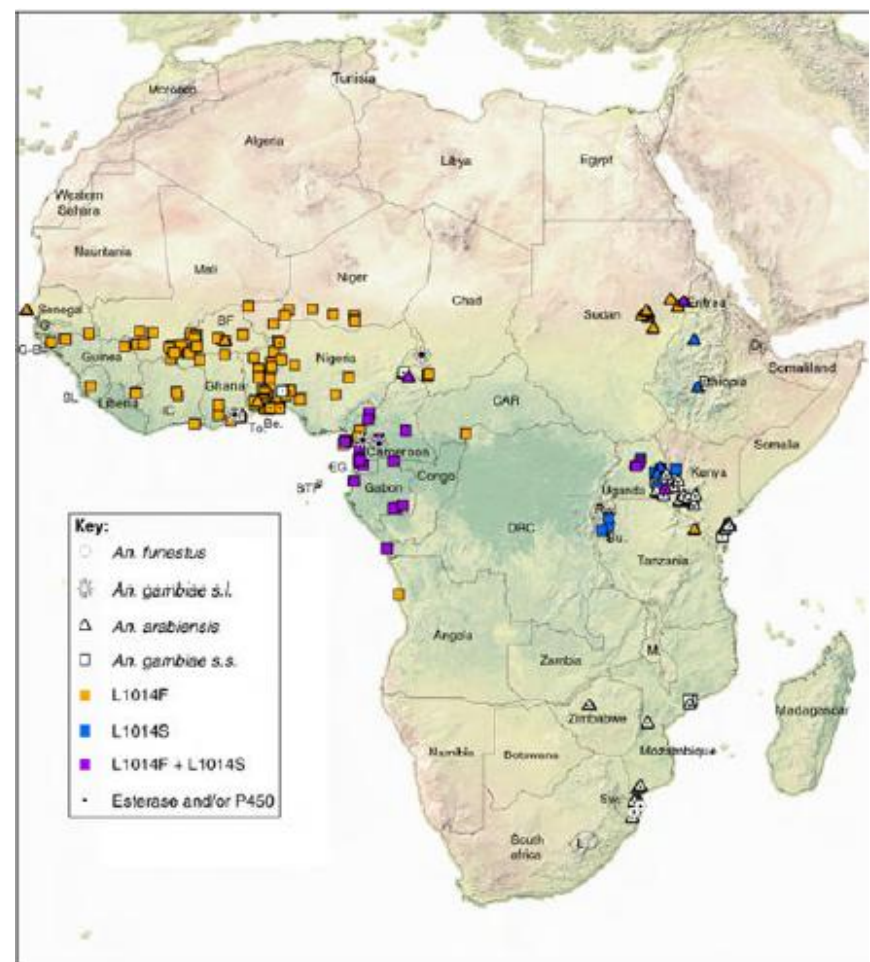 Tunisia
Morocco
Algeria
Libya
Egypt
Western
Sahara
Mauritania
Mali
Niger
Chad
Sudan
Eritrea
Senegal
G.
BF
Dj.
G-B.
Guinea
Nigeria
Somaliland
Ethiopia
SL
Liberia
IC
Ghana
To.
Be.
CAR
Somalia
Cameroon
EG
Congo
Uganda
Kenya
STP
Gabon
DRC
Bu.
Tanzania
Angola
Zambia
M.
Zimbabwe
Madagascar
Mozambique
Namibia
Botswana
Sw.
South
africa
L.
Key:
An. funestus
An. gambiae s.l.
An. arabiensis
An. gambiae s.s.
L1014F
L1014S
L1014F + L1014S
Esterase and/or P450